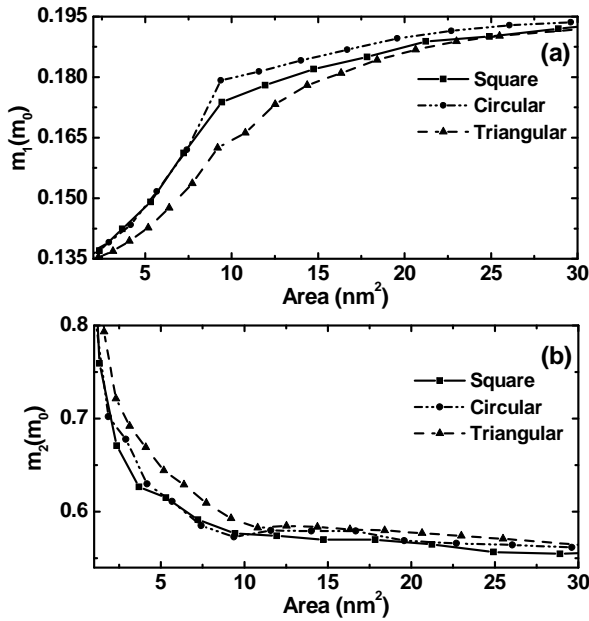 0.195
(a)
0.180
Square
Circular
0.165
Triangular
m1(m0)
0.150
0.135
5 10 15 20 25 30
Area (nm²)
0.8
(b)
Square
Circular
0.7
Triangular
m2(m0)
0.6
5 10 15 20 25 30
Area (nm²)